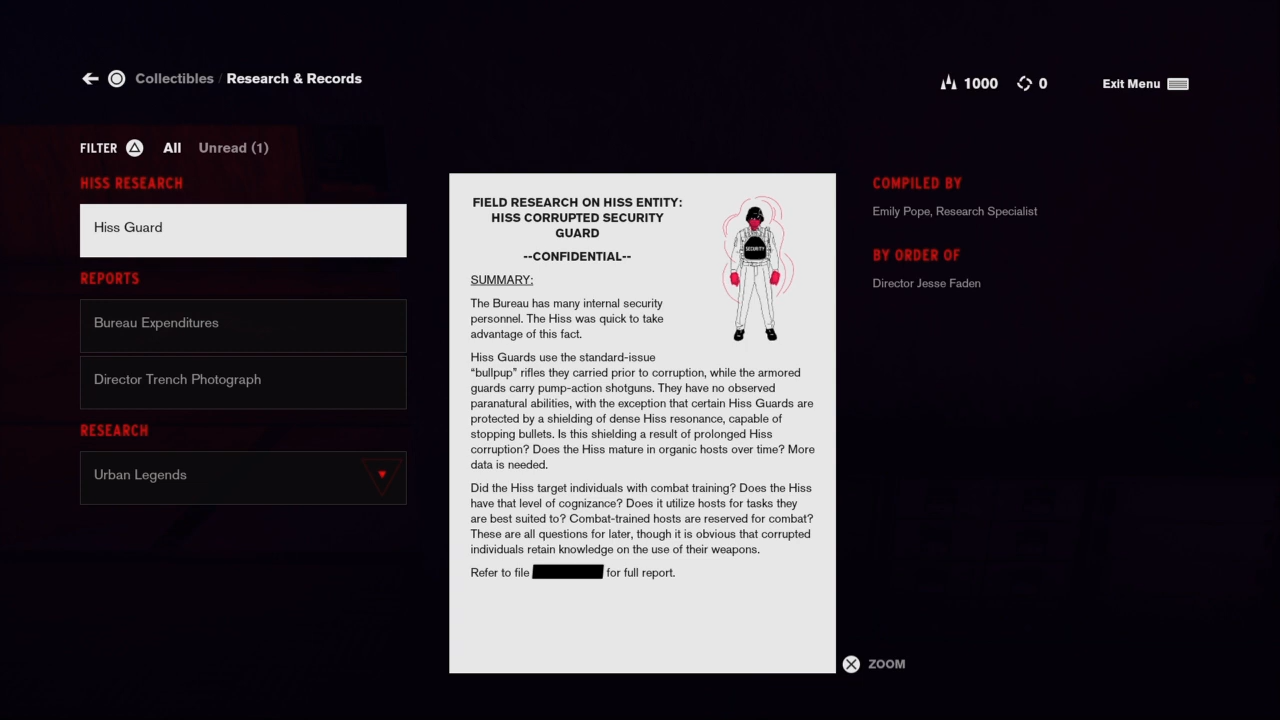 Collectibles / Research & Records
1000
0
Exit Menu
FILTER
All
Unread (1)
HISS RESEARCH
Hiss Guard
REPORTS
Bureau Expenditures
Director Trench Photograph
RESEARCH
Urban Legends
FIELD RESEARCH ON HISS ENTITY:
HISS CORRUPTED SECURITY
GUARD
--CONFIDENTIAL--
SUMMARY:
The Bureau has many internal security
personnel. The Hiss was quick to take
advantage of this fact.
Hiss Guards use the standard-issue
“bullpup” rifles they carried prior to corruption, while the armored
guards carry pump-action shotguns. They have no observed
paranatural abilities, with the exception that certain Hiss Guards are
protected by a shielding of dense Hiss resonance, capable of
stopping bullets. Is this shielding a result of prolonged Hiss
corruption? Does the Hiss mature in organic hosts over time? More
data is needed.
Did the Hiss target individuals with combat training? Does the Hiss
have that level of cognizance? Does it utilize hosts for tasks they
are best suited to? Combat-trained hosts are reserved for combat?
These are all questions for later, though it is obvious that corrupted
individuals retain knowledge on the use of their weapons.
Refer to file for full report.
SECURITY
COMPILED BY
Emily Pope, Research Specialist
BY ORDER OF
Director Jesse Faden
ZOOM